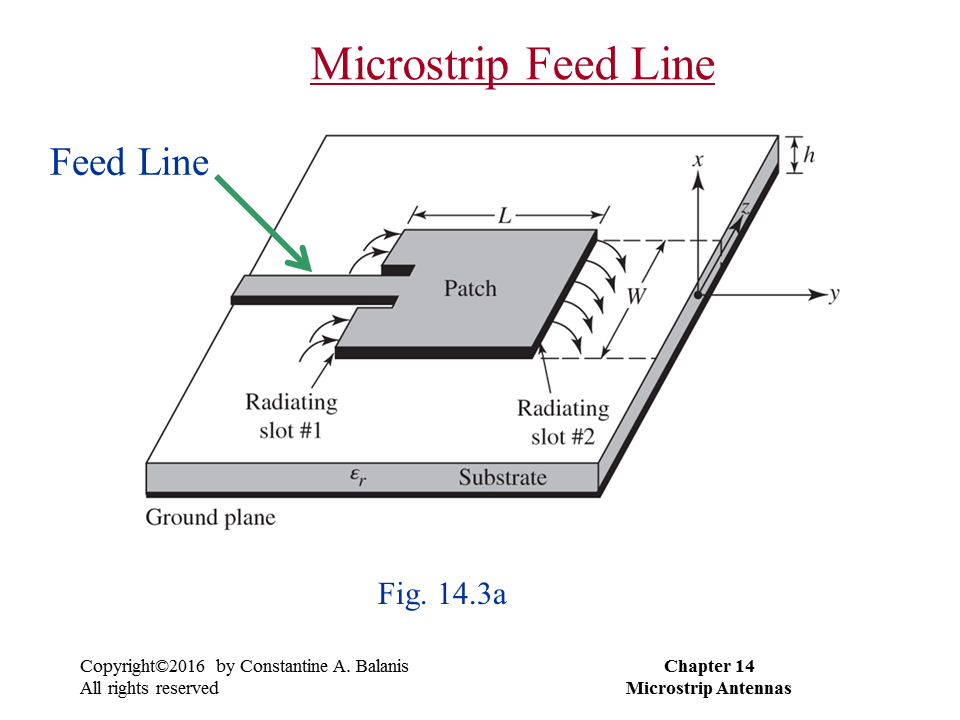 Microstrip Feed Line
Feed Line
h
x
z
L
Patch
W
y
Radiating
slot #1
Radiating
slot #2
εr
Substrate
Ground plane
Fig. 14.3a
Copyright©2016 by Constantine A. Balanis
All rights reserved
Chapter 14
Microstrip Antennas